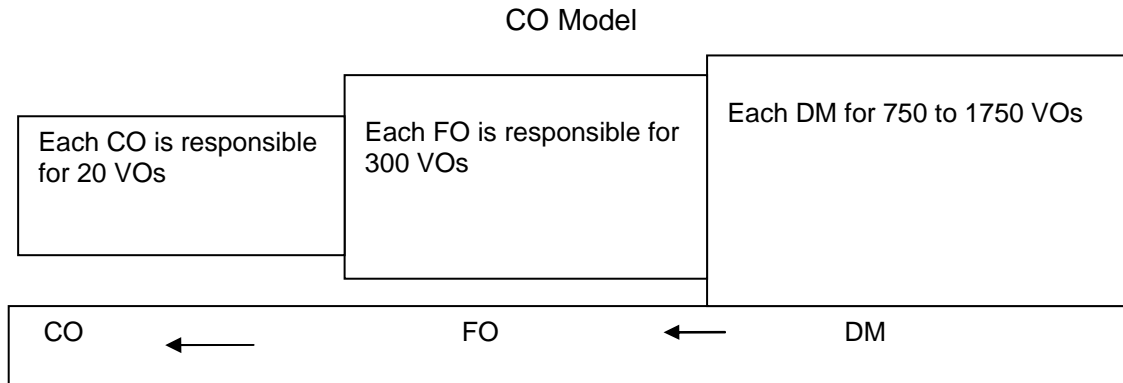 CO Model
Each CO is responsible
for 20 VOs
Each FO is responsible for
300 VOs
Each DM for 750 to 1750 VOs
CO
FO
DM